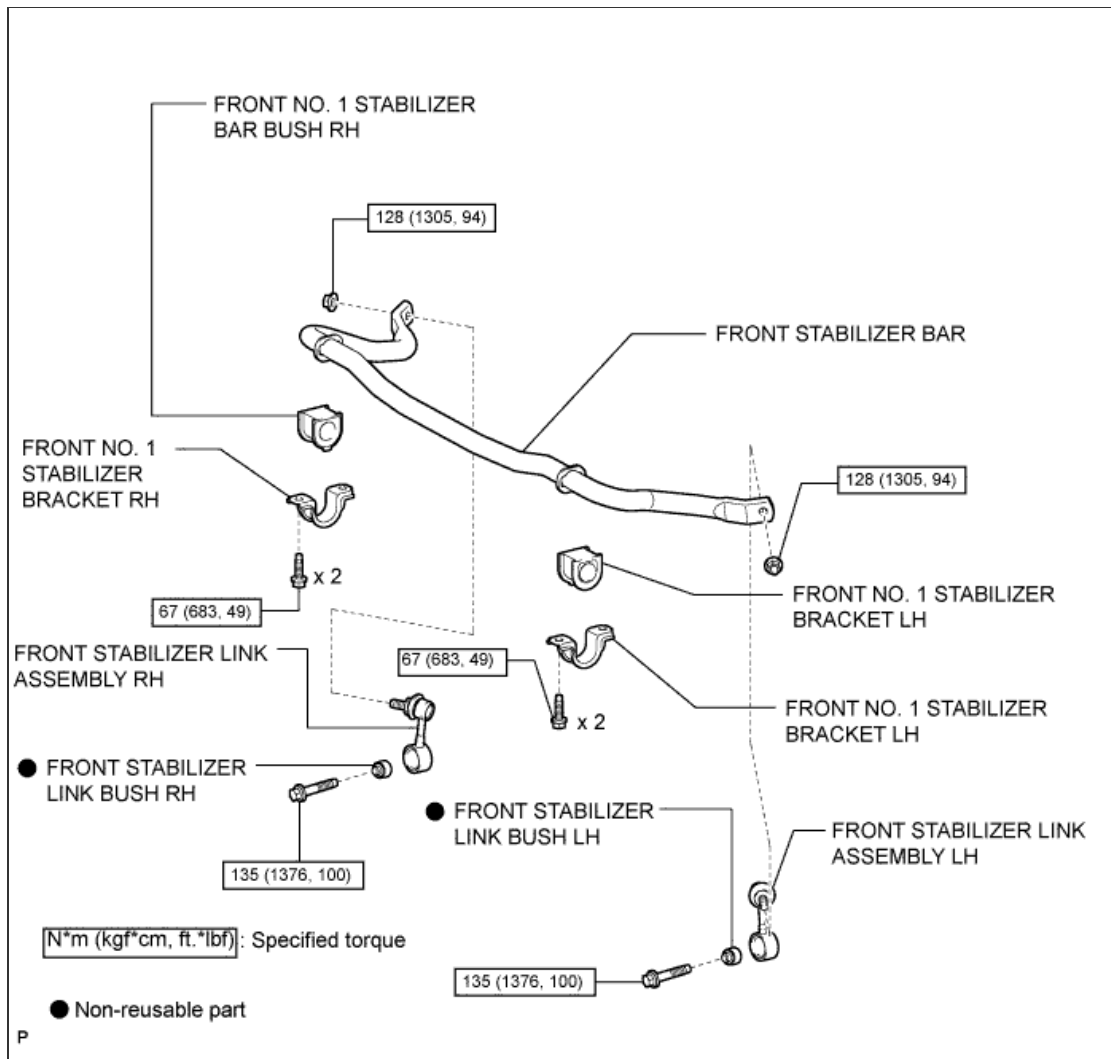 FRONT NO. 1 STABILIZER
BAR BUSH RH
128 (1305, 94)
FRONT STABILIZER BAR
FRONT NO. 1
STABILIZER
BRACKET RH
128 (1305, 94)
x 2
67 (683, 49)
FRONT NO. 1 STABILIZER
BRACKET LH
FRONT STABILIZER LINK
ASSEMBLY RH
67 (683, 49)
x 2
FRONT NO. 1 STABILIZER
BRACKET LH
● FRONT STABILIZER
LINK BUSH RH
● FRONT STABILIZER
LINK BUSH LH
FRONT STABILIZER LINK
ASSEMBLY LH
135 (1376, 100)
N*m (kgf*cm, ft.*lbf) : Specified torque
135 (1376, 100)
● Non-reusable part
P